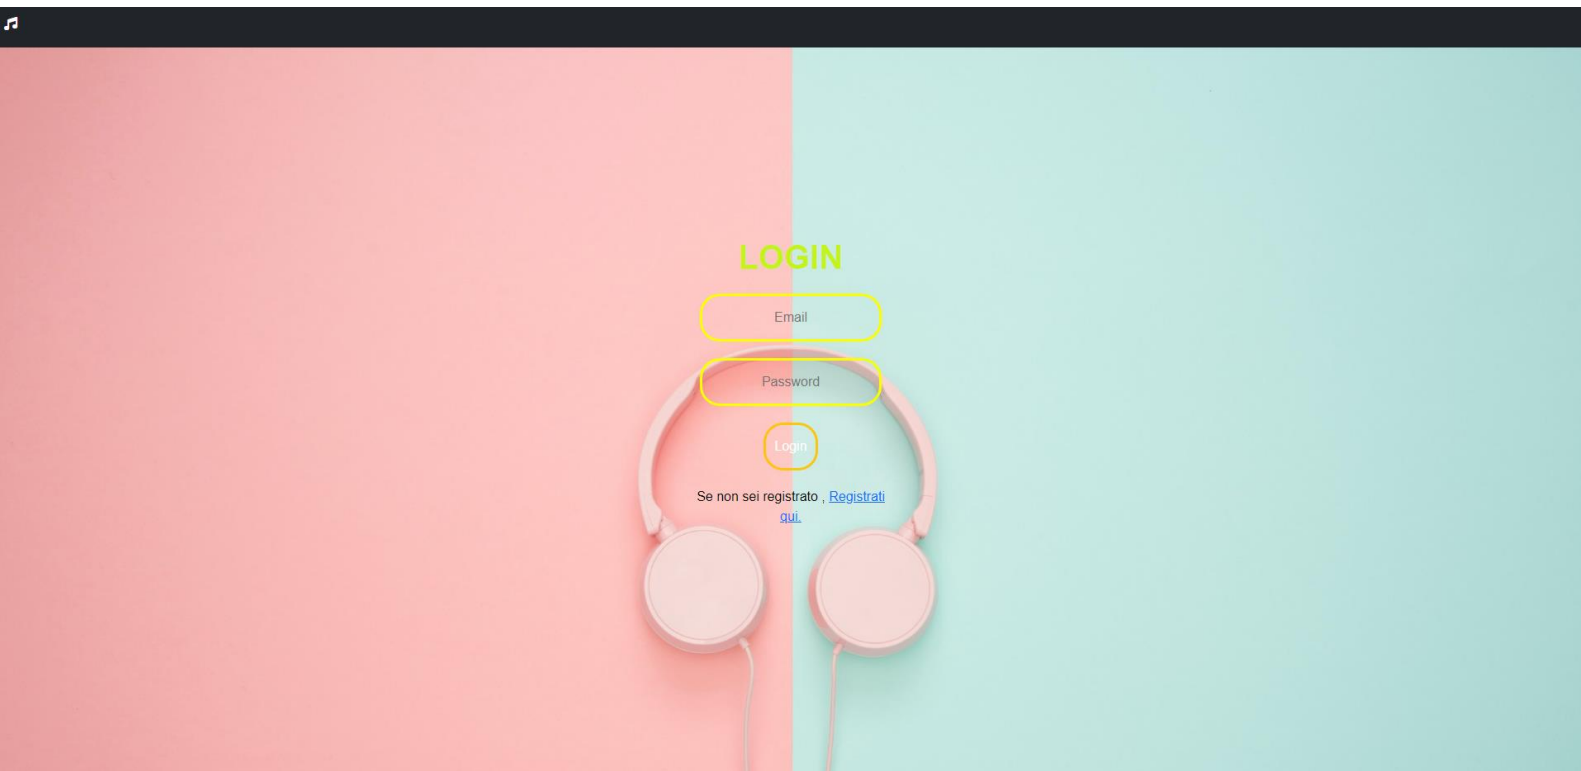 LOGIN
Email
Password
Login
Se non sei registrato , Registrati
qui.